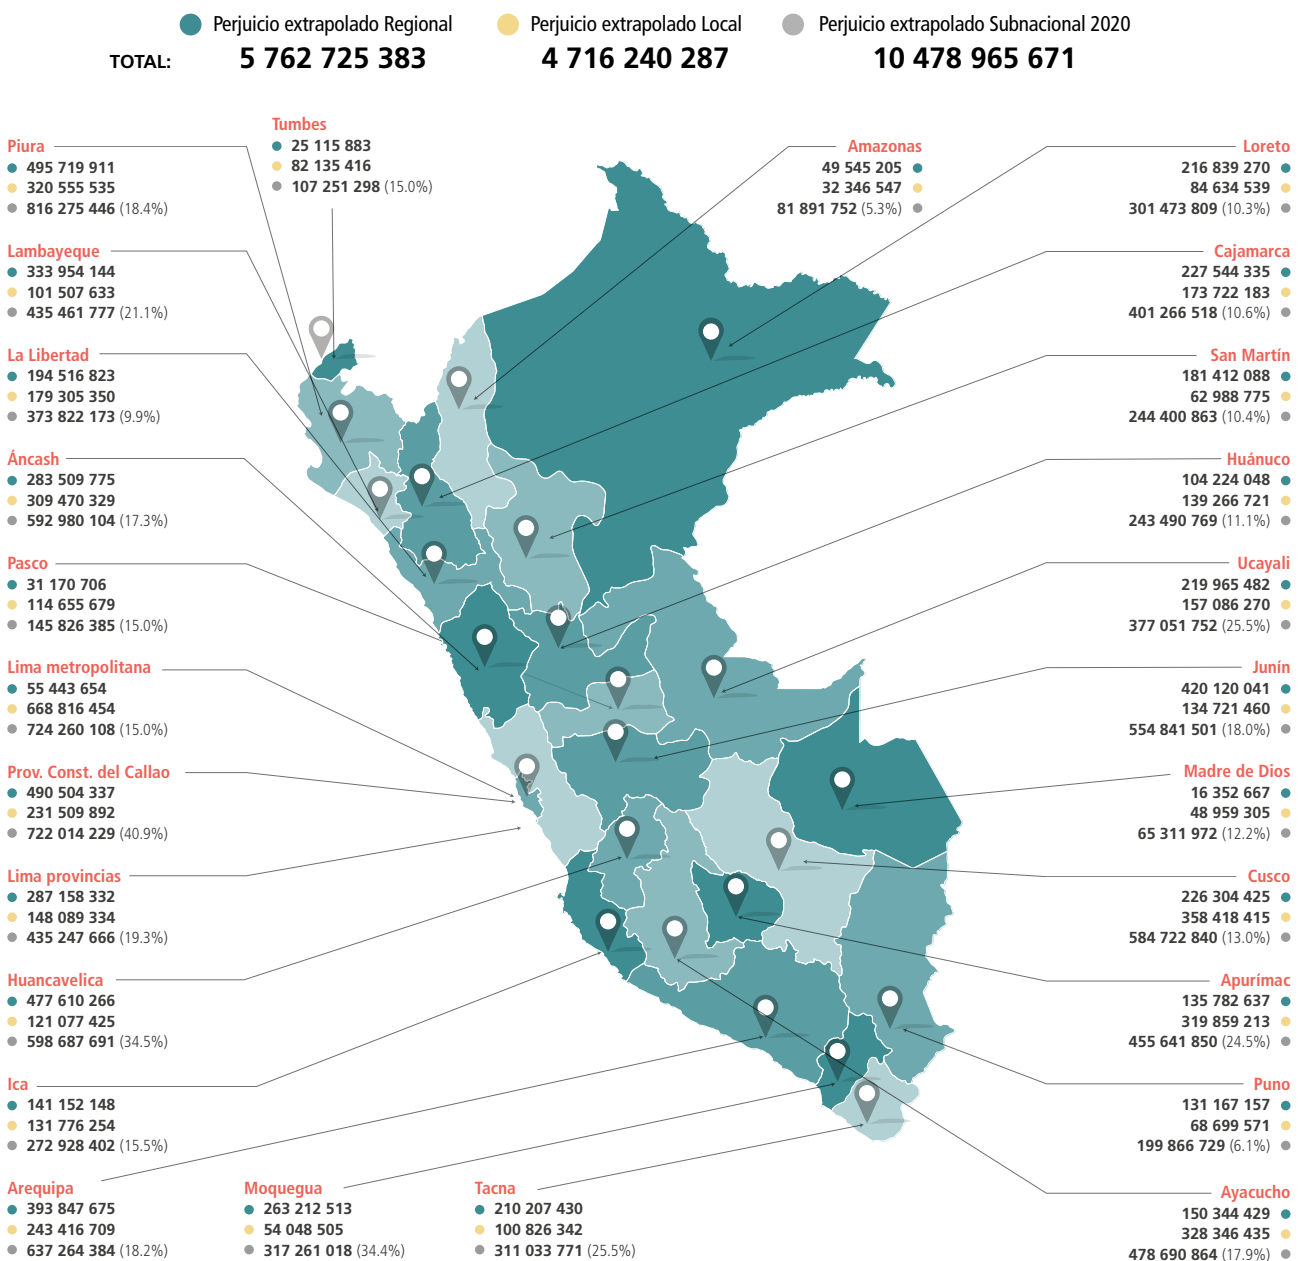 Perjuicio extrapolado Regional
Perjuicio extrapolado Local
Perjuicio extrapolado Subnacional 2020
TOTAL:
5 762 725 383
4 716 240 287
10 478 965 671
Piura
495 719 911
320 555 535
816 275 446 (18.4%)
Lambayeque
333 954 144
101 507 633
435 461 777 (21.1%)
La Libertad
194 516 823
179 305 350
373 822 173 (9.9%)
Áncash
283 509 775
309 470 329
592 980 104 (17.3%)
Pasco
31 170 706
114 655 679
145 826 385 (15.0%)
Lima metropolitana
55 443 654
668 816 454
724 260 108 (15.0%)
Prov. Const. del Callao
490 504 337
231 509 892
722 014 229 (40.9%)
Lima provincias
287 158 332
148 089 334
435 247 666 (19.3%)
Huancavelica
477 610 266
121 077 425
598 687 691 (34.5%)
Ica
141 152 148
131 776 254
272 928 402 (15.5%)
Arequipa
393 847 675
243 416 709
637 264 384 (18.2%)
Moquegua
263 212 513
54 048 505
317 261 018 (34.4%)
Tacna
210 207 430
100 826 342
311 033 771 (25.5%)
Tumbes
25 115 883
82 135 416
107 251 298 (15.0%)
Amazonas
49 545 205
32 346 547
81 891 752 (5.3%)
Loreto
216 839 270
84 634 539
301 473 809 (10.3%)
Cajamarca
227 544 335
173 722 183
401 266 518 (10.6%)
San Martín
181 412 088
62 988 775
244 400 863 (10.4%)
Huánuco
104 224 048
139 266 721
243 490 769 (11.1%)
Ucayali
219 965 482
157 086 270
377 051 752 (25.5%)
Junín
420 120 041
134 721 460
554 841 501 (18.0%)
Madre de Dios
16 352 667
48 959 305
65 311 972 (12.2%)
Cusco
226 304 425
358 418 415
584 722 840 (13.0%)
Apurímac
135 782 637
319 859 213
455 641 850 (24.5%)
Puno
131 167 157
68 699 571
199 866 729 (6.1%)
Ayacucho
150 344 429
328 346 435
478 690 864 (17.9%)